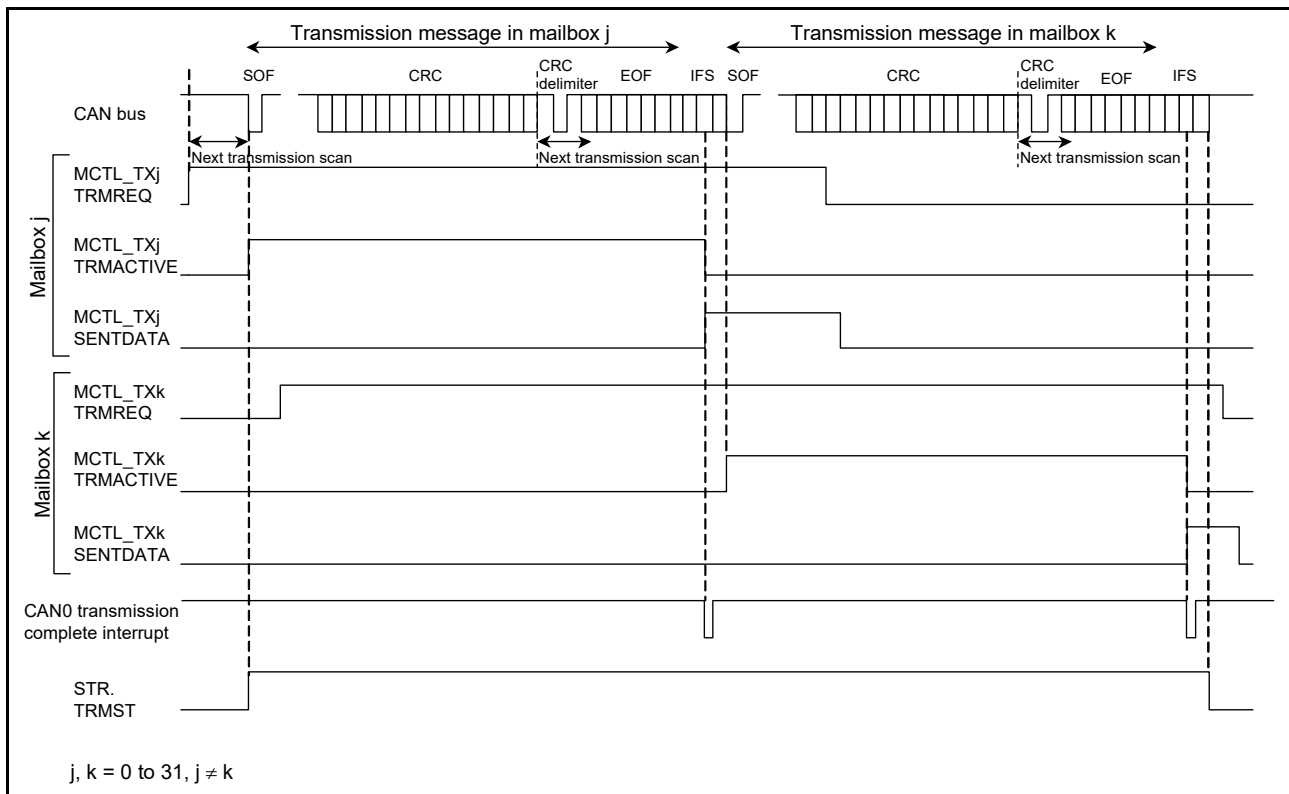 Transmission message in mailbox j
Transmission message in mailbox k
SOF
CRC
CRC
delimiter
EOF
IFS
SOF
CRC
CRC
delimiter
EOF
IFS
CAN bus
Next transmission scan
Next transmission scan
Next transmission scan
Mailbox j
MCTL_TXj
TRMREQ
MCTL_TXj
TRMACTIVE
MCTL_TXj
SENTDATA
Mailbox k
MCTL_TXk
TRMREQ
MCTL_TXk
TRMACTIVE
MCTL_TXk
SENTDATA
CAN0 transmission
complete interrupt
STR.
TRMST
j, k = 0 to 31, j ≠ k